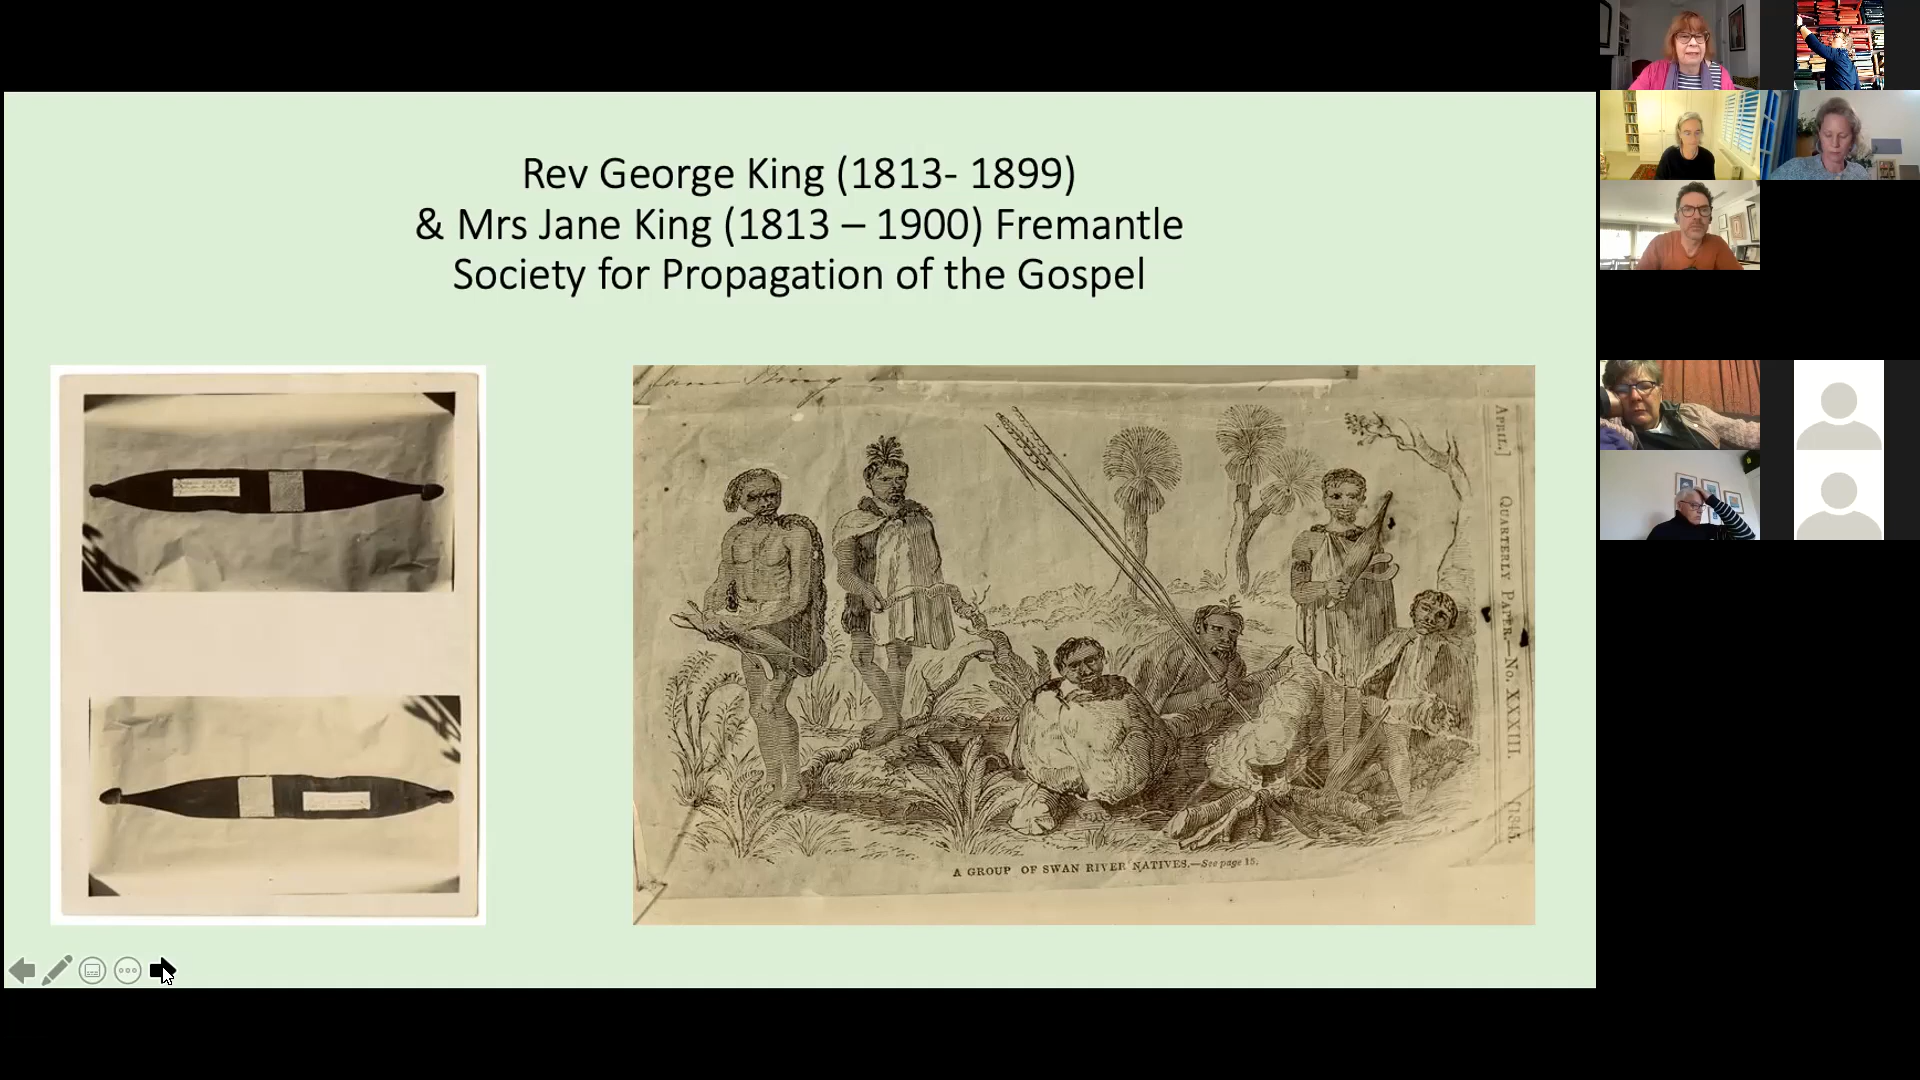 Rev George King (1813- 1899)
& Mrs Jane King (1813 – 1900) Fremantle
Society for Propagation of the Gospel
A GROUP OF SWAN RIVER NATIVES.—See page 15.
APRIL.] QUARTERLY PAPER.—No. XXXIII.